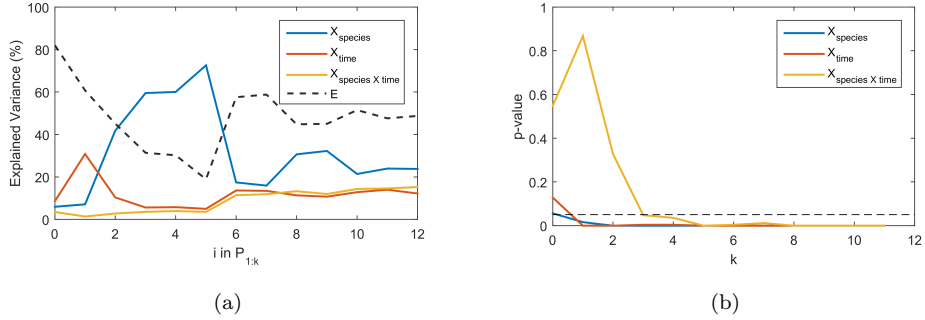 100
80
60
40
20
0
Explained Variance (%)
0 2 4 6 8 10 12
i in P1:k
Xspecies
Xtime
Xspecies X time
E
(a)
1
0.8
0.6
0.4
0.2
0
p-value
0 2 4 6 8 10 12
k
Xspecies
Xtime
Xspecies X time
(b)